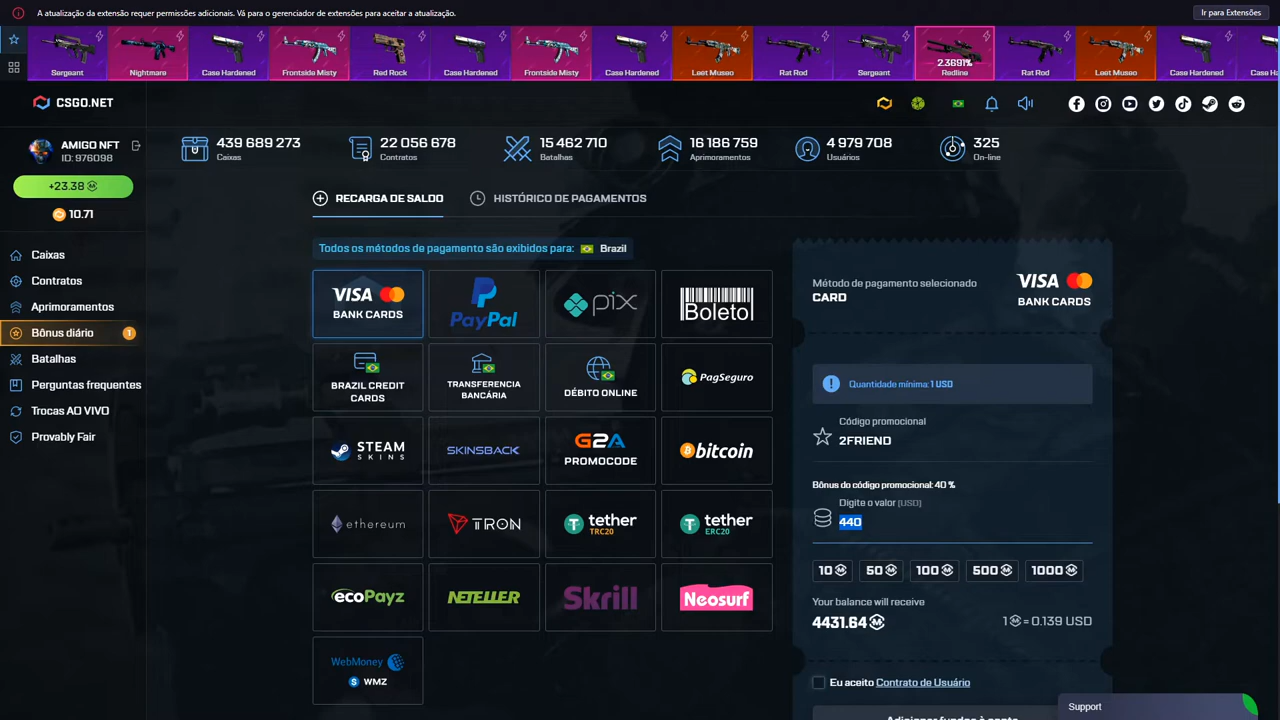 A atualização da extensão requer permissões adicionais. Vá para o gerenciador de extensões para aceitar a atualização.
Ir para Extensões
Sergeant
Nightmare
Case Hardened
Frontside Misty
Red Rock
Case Hardened
Frontside Misty
Case Hardened
Leet Museo
Rat Rod
Sergeant
2.3691%
Redline
Rat Rod
Leet Museo
Case Hardened
CSGO.NET
AMIGO NFT
ID: 976098
+23.38
10.71
439 689 273
Caixas
22 056 678
Contratos
15 462 710
Batalhas
16 186 759
Aprimoramentos
4 979 708
Usuários
325
On-line
Caixas
Contratos
Aprimoramentos
Bônus diário
1
Batalhas
Perguntas frequentes
Trocas AO VIVO
Provably Fair
RECARGA DE SALDO
HISTÓRICO DE PAGAMENTOS
Todos os métodos de pagamento são exibidos para:
Brazil
VISA
BANK CARDS
PayPal
pix
Boleto!
BRAZIL CREDIT
CARDS
TRANSFERENCIA
BANCÁRIA
DÉBITO ONLINE
PagSeguro
STEAM
SKINS
SKINSBACK
G2A
PROMOCODE
bitcoin
ethereum
TRON
tether
TRC20
tether
ERC20
ecoPayz
NETELLER
Skrill
Neosurf
WebMoney
WMZ
Método de pagamento selecionado
CARD
VISA
BANK CARDS
Quantidade mínima: 1 USD
Código promocional
2FRIEND
Bônus do código promocional: 40 %
Digite o valor (USD)
440
10
50
100
500
1000
Your balance will receive
4431.64
1 = 0.139 USD
Eu aceito Contrato de Usuário
Adicionar fundos à conta
Support